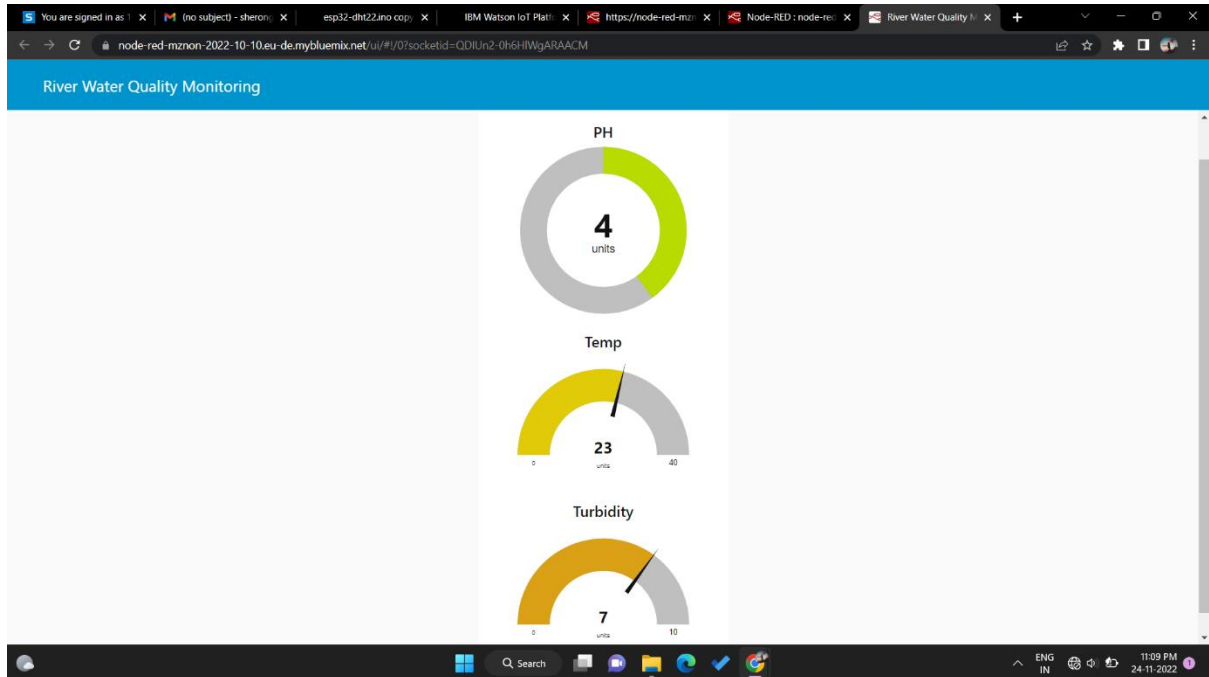 You are signed in as 1
(no subject) - sherong
esp32-dht22.ino copy
IBM Watson IoT Platf
https://node-red-mzn
Node-RED : node-red
River Water Quality M
node-red-mznon-2022-10-10.eu-de.mybluemix.net/ui/#!/0?socketid=QDIUn2-0h6HIWgARAACM
River Water Quality Monitoring
PH
4
units
Temp
23
0
units
40
Turbidity
7
0
units
10
Search
ENG
IN
11:09 PM
24-11-2022
1